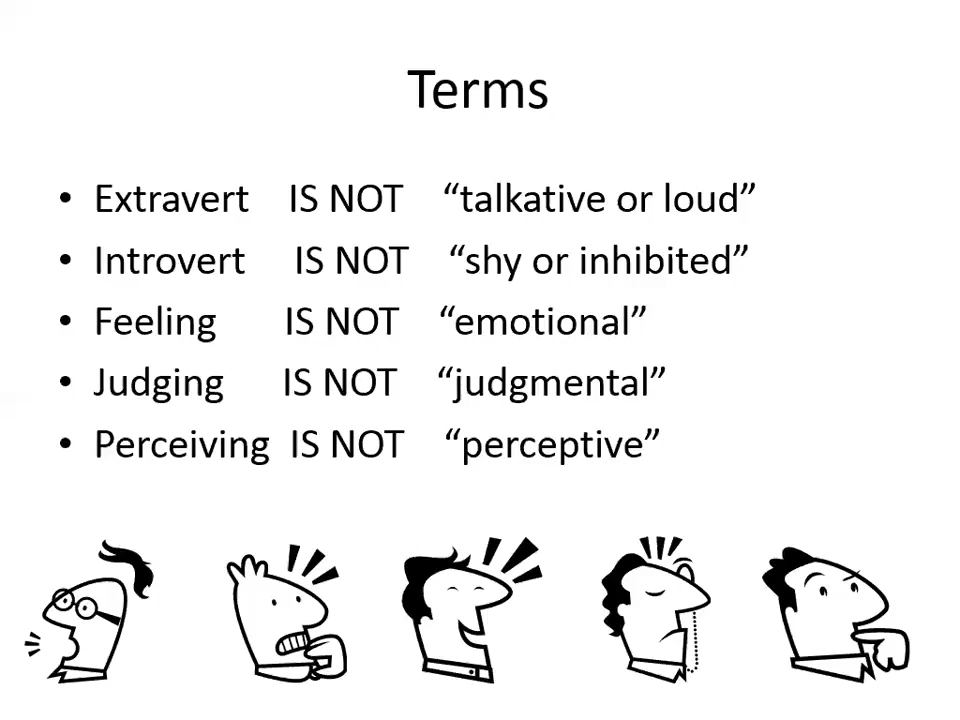 Terms
• Extravert IS NOT “talkative or loud”
• Introvert IS NOT “shy or inhibited”
• Feeling IS NOT “emotional”
• Judging IS NOT “judgmental”
• Perceiving IS NOT “perceptive”